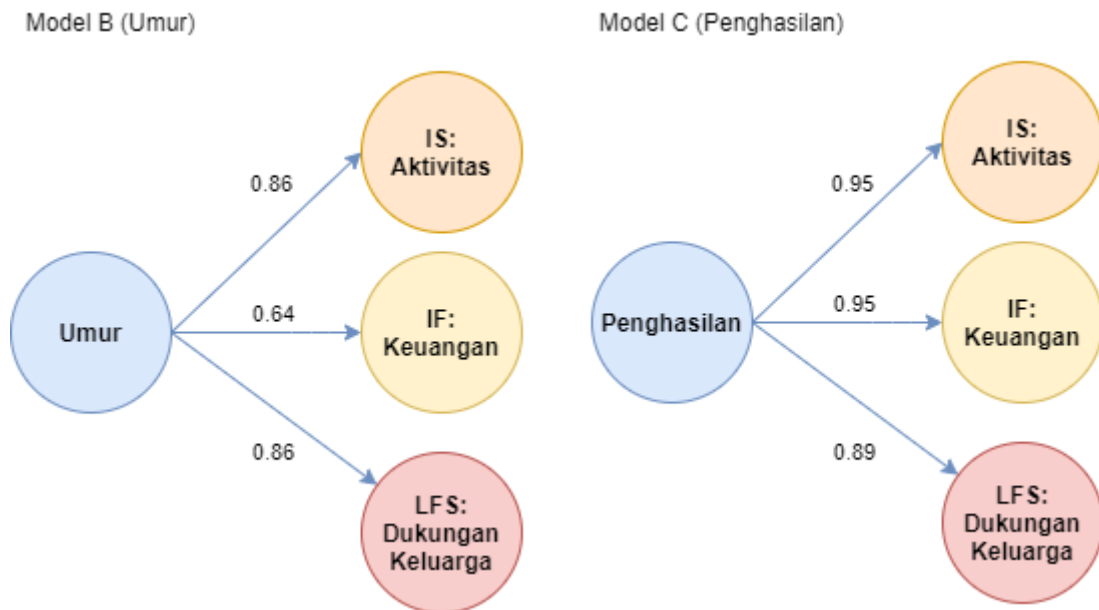 Model B (Umur)
IS:
Aktivitas
0.86
Umur
0.64
IF:
Keuangan
0.86
LFS:
Dukungan
Keluarga
Model C (Penghasilan)
IS:
Aktivitas
0.95
Penghasilan
0.95
IF:
Keuangan
0.89
LFS:
Dukungan
Keluarga